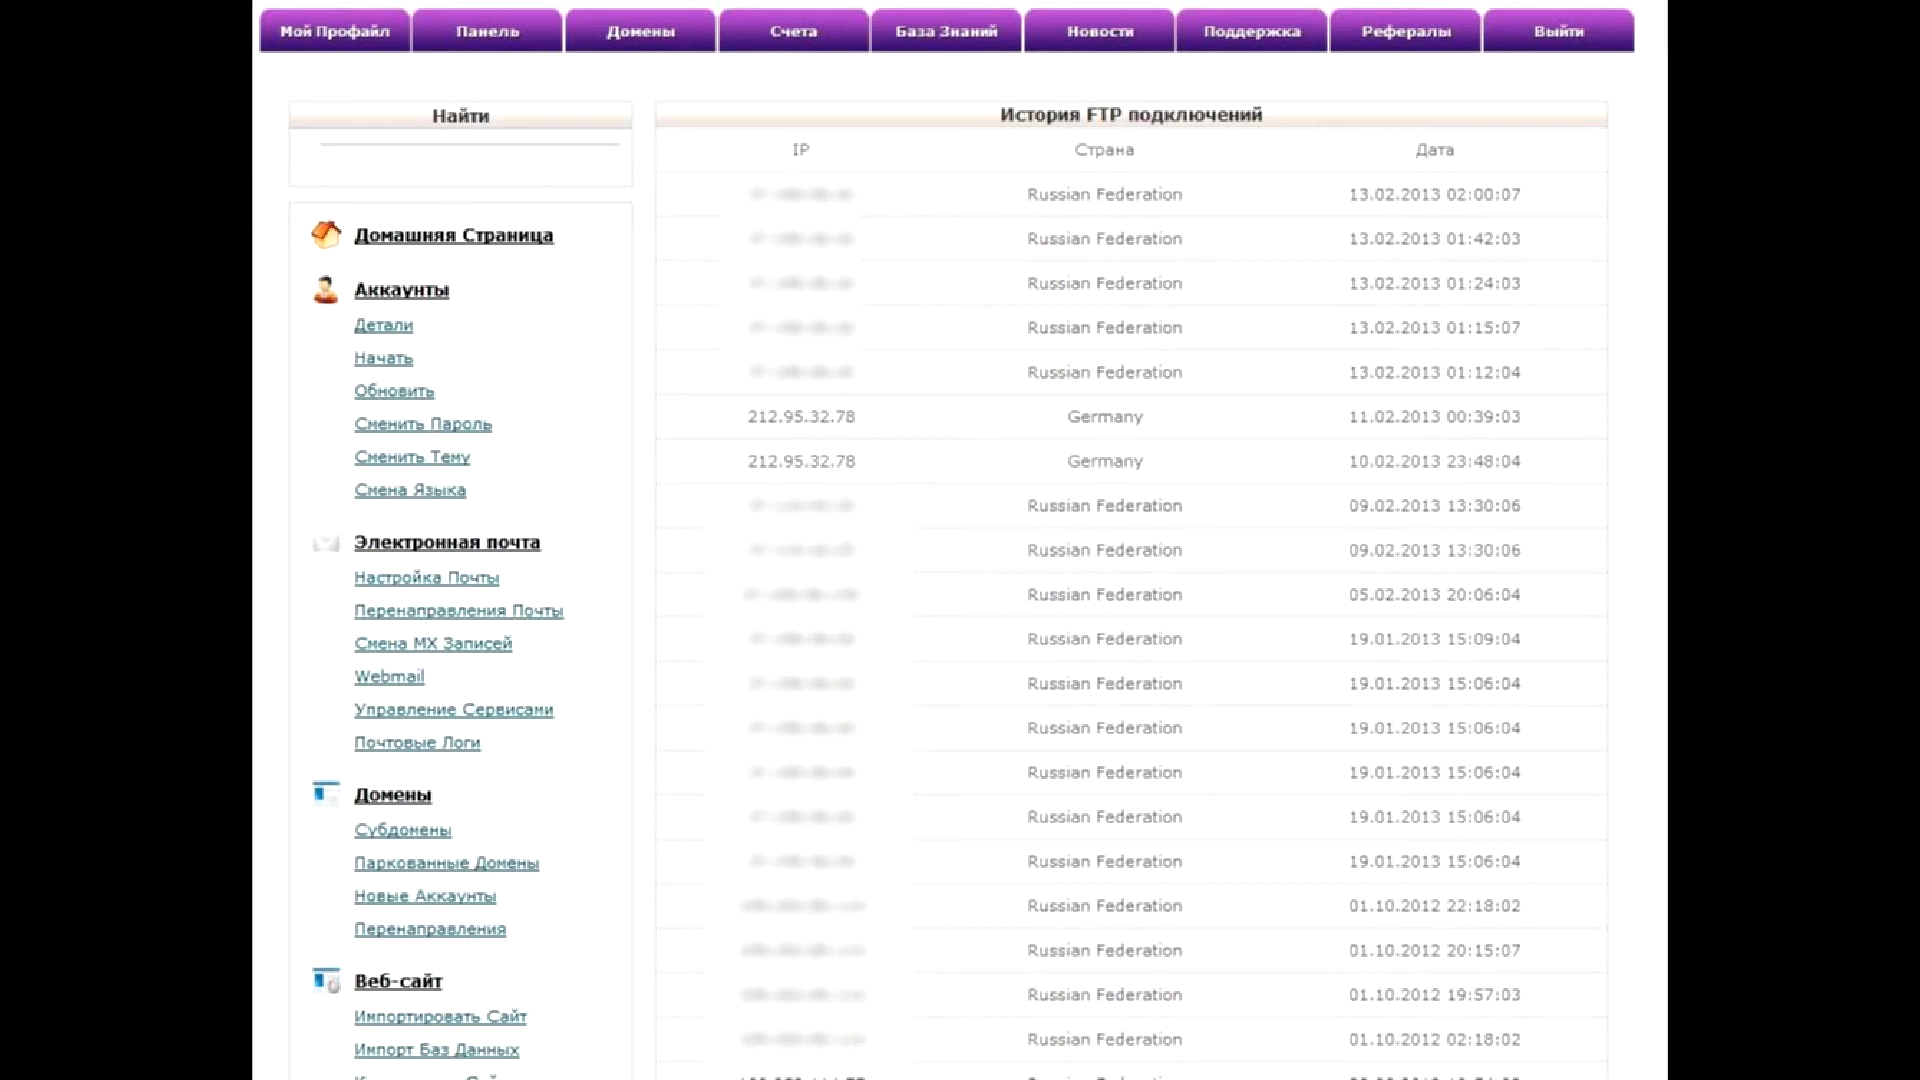 Мой Профайл Панель Домены Счета База Знаний Новости Поддержка Рефералы Выйти
Найти
Домашняя Страница
Аккаунты
Детали
Начать
Обновить
Сменить Пароль
Сменить Тему
Смена Языка
Электронная почта
Настройка Почты
Перенаправления Почты
Смена MX Записей
Webmail
Управление Сервисами
Почтовые Логи
Домены
Субдомены
Паркованные Домены
Новые Аккаунты
Перенаправления
Веб-сайт
Импортировать Сайт
Импорт Баз Данных
История FTP подключений
IP Страна Дата
Russian Federation 13.02.2013 02:00:07
Russian Federation 13.02.2013 01:42:03
Russian Federation 13.02.2013 01:24:03
Russian Federation 13.02.2013 01:15:07
Russian Federation 13.02.2013 01:12:04
212.95.32.78 Germany 11.02.2013 00:39:03
212.95.32.78 Germany 10.02.2013 23:48:04
Russian Federation 09.02.2013 13:30:06
Russian Federation 09.02.2013 13:30:06
Russian Federation 05.02.2013 20:06:04
Russian Federation 19.01.2013 15:09:04
Russian Federation 19.01.2013 15:06:04
Russian Federation 19.01.2013 15:06:04
Russian Federation 19.01.2013 15:06:04
Russian Federation 19.01.2013 15:06:04
Russian Federation 19.01.2013 15:06:04
Russian Federation 01.10.2012 22:18:02
Russian Federation 01.10.2012 20:15:07
Russian Federation 01.10.2012 19:57:03
Russian Federation 01.10.2012 02:18:02